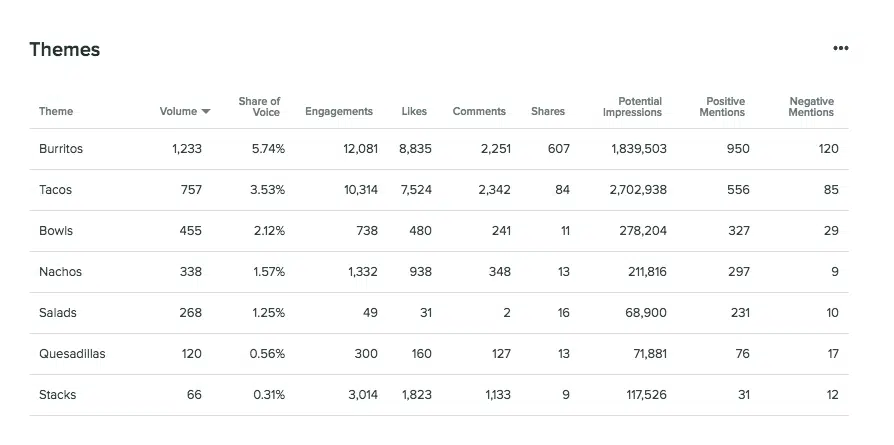 Themes •••
Theme Volume Share of Voice Engagements Likes Comments Shares Potential Impressions Positive Mentions Negative Mentions
Burritos 1,233 5.74% 12,081 8,835 2,251 607 1,839,503 950 120
Tacos 757 3.53% 10,314 7,524 2,342 84 2,702,938 556 85
Bowls 455 2.12% 738 480 241 11 278,204 327 29
Nachos 338 1.57% 1,332 938 348 13 211,816 297 9
Salads 268 1.25% 49 31 2 16 68,900 231 10
Quesadillas 120 0.56% 300 160 127 13 71,881 76 17
Stacks 66 0.31% 3,014 1,823 1,133 9 117,526 31 12